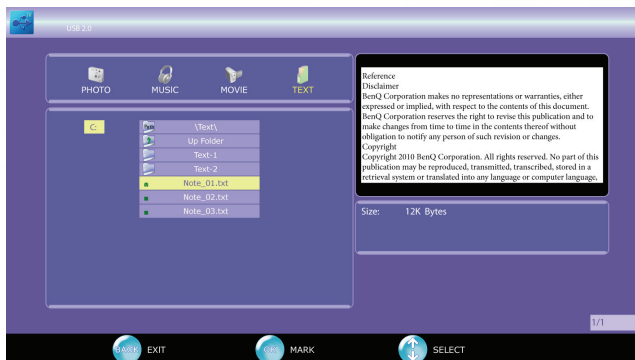 USB 2.0
PHOTO MUSIC MOVIE TEXT
C: \Text\
Up Folder
Text-1
Text-2
Note_01.txt
Note_02.txt
Note_03.txt
Reference
Disclaimer
BenQ Corporation makes no representations or warranties, either
expressed or implied, with respect to the contents of this document.
BenQ Corporation reserves the right to revise this publication and to
make changes from time to time in the contents thereof without
obligation to notify any person of such revision or changes.
Copyright
Copyright 2010 BenQ Corporation. All rights reserved. No part of this
publication may be reproduced, transmitted, transcribed, stored in a
retrieval system or translated into any language or computer language,
Size: 12K Bytes
1/1
BACK EXIT OK MARK SELECT